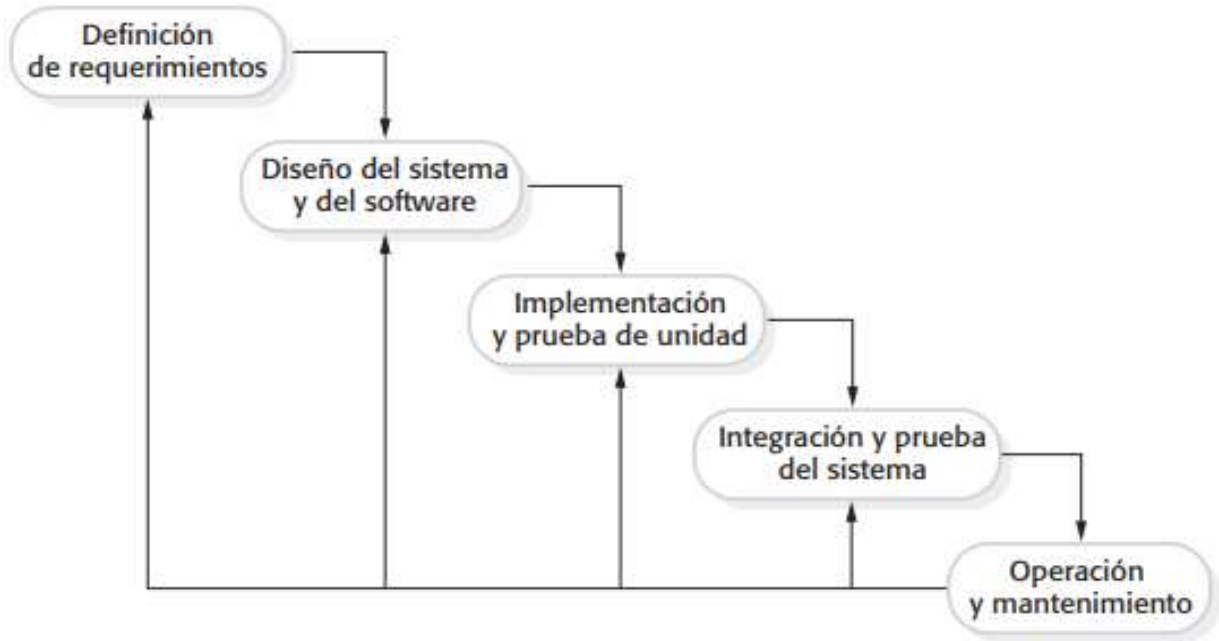 Definición
de requerimientos
Diseño del sistema
y del software
Implementación
y prueba de unidad
Integración y prueba
del sistema
Operación
y mantenimiento